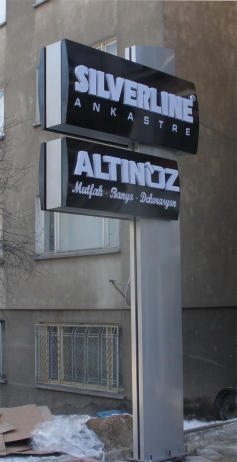 SILVERLINE®
ANKASTRE
ALTINÖZ
Mutfak - Banyo - Dekorasyon